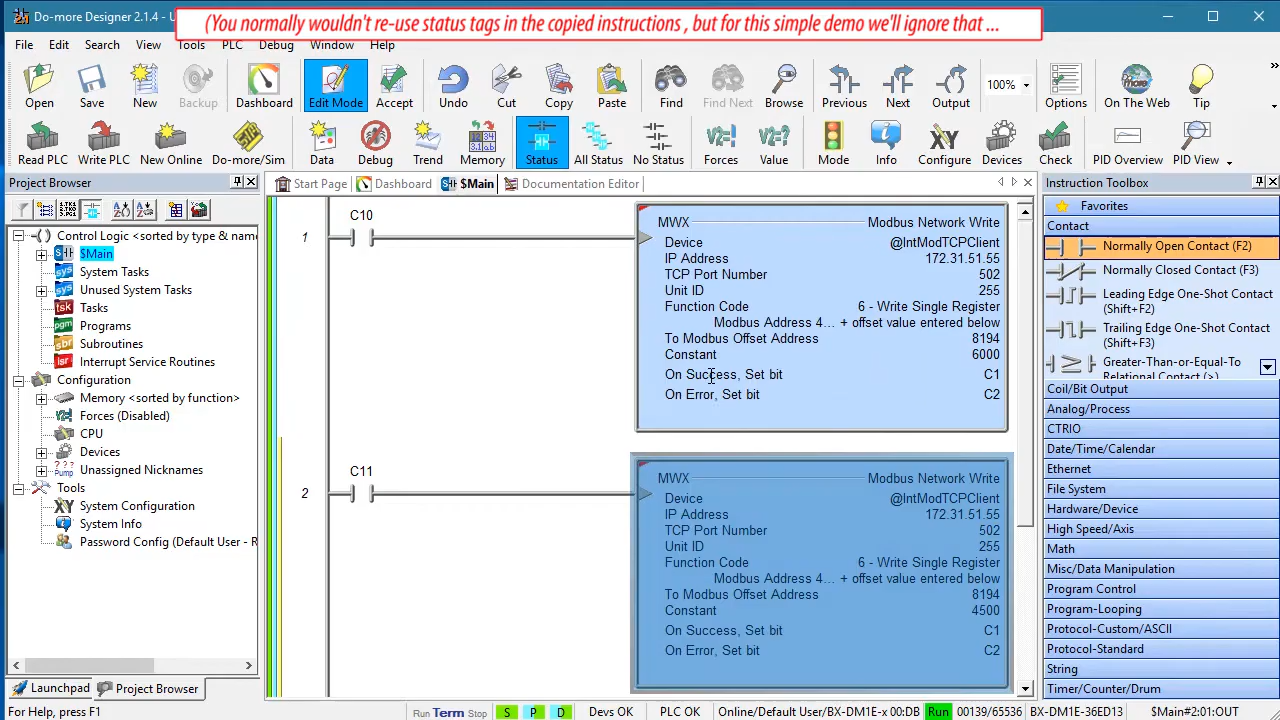 Do-more Designer 2.1.4 - U
(You normally wouldn't re-use status tags in the copied instructions , but for this simple demo we'll ignore that ...
File Edit Search View Tools PLC Debug Window Help
Open Save New Backup Dashboard Edit Mode Accept Undo Cut Copy Paste Find Find Next Browse Previous Next Output 100% Options On The Web Tip
Read PLC Write PLC New Online Do-more/Sim Data Debug Trend Memory Status All Status No Status Forces Value Mode Info Configure Devices Check PID Overview PID View
Project Browser
Control Logic <sorted by type & name
$Main
System Tasks
Unused System Tasks
Tasks
Programs
Subroutines
Interrupt Service Routines
Configuration
Memory <sorted by function>
Forces (Disabled)
CPU
Devices
Unassigned Nicknames
Tools
System Configuration
System Info
Password Config (Default User - R
Launchpad Project Browser
Start Page Dashboard $Main Documentation Editor
1
C10
MWX Modbus Network Write
Device @IntModTCPClient
IP Address 172.31.51.55
TCP Port Number 502
Unit ID 255
Function Code 6 - Write Single Register
Modbus Address 4... + offset value entered below
To Modbus Offset Address 8194
Constant 6000
On Success, Set bit C1
On Error, Set bit C2
2
C11
MWX Modbus Network Write
Device @IntModTCPClient
IP Address 172.31.51.55
TCP Port Number 502
Unit ID 255
Function Code 6 - Write Single Register
Modbus Address 4... + offset value entered below
To Modbus Offset Address 8194
Constant 4500
On Success, Set bit C1
On Error, Set bit C2
Instruction Toolbox
Favorites
Contact
Normally Open Contact (F2)
Normally Closed Contact (F3)
Leading Edge One-Shot Contact
(Shift+F2)
Trailing Edge One-Shot Contact
(Shift+F3)
Greater-Than-or-Equal-To
Relational Contact (>)
Coil/Bit Output
Analog/Process
CTRIO
Date/Time/Calendar
Ethernet
File System
Hardware/Device
High Speed/Axis
Math
Misc/Data Manipulation
Program Control
Program-Looping
Protocol-Custom/ASCII
Protocol-Standard
String
Timer/Counter/Drum
For Help, press F1 Run Term Stop S P D Devs OK PLC OK Online/Default User/BX-DM1E-x 00:DB Run 00139/65536 BX-DM1E-36ED13 $Main*2:01:OUT